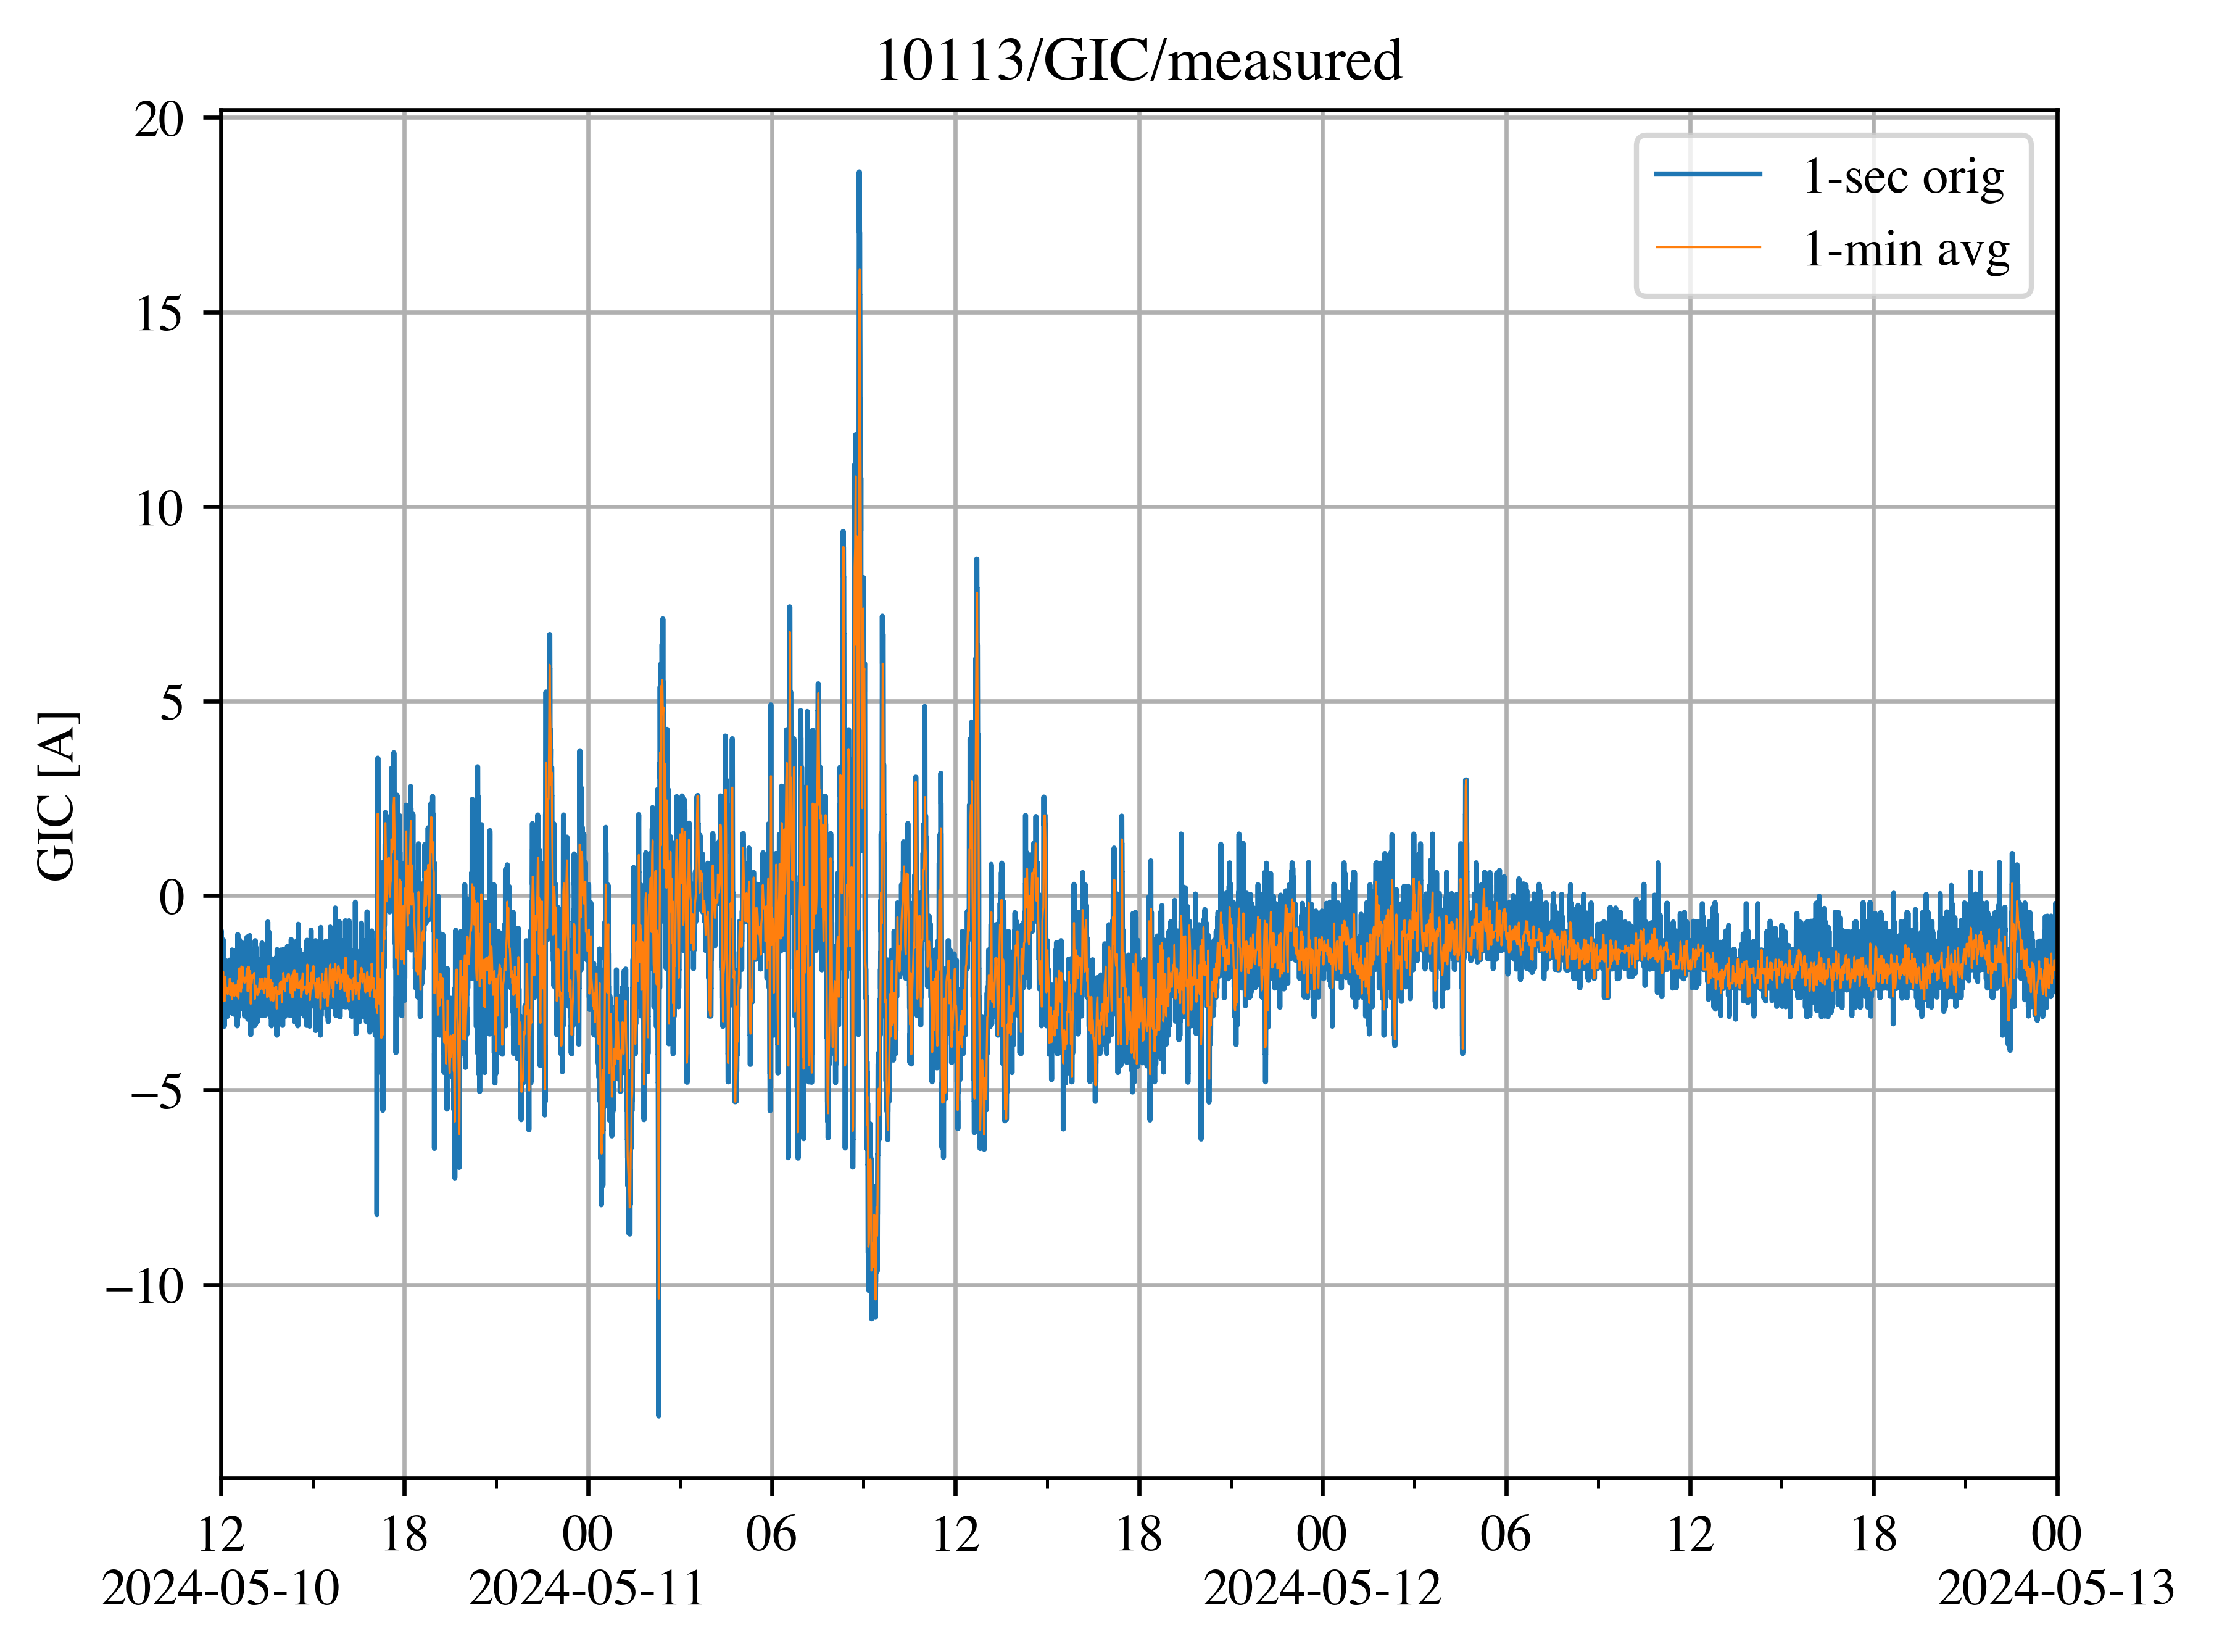 10113/GIC/measured
20
15
10
5
0
−5
−10
GIC [A]
1-sec orig
1-min avg
12 18 00 06 12 18 00 06 12 18 00
2024-05-10 2024-05-11 2024-05-12 2024-05-13